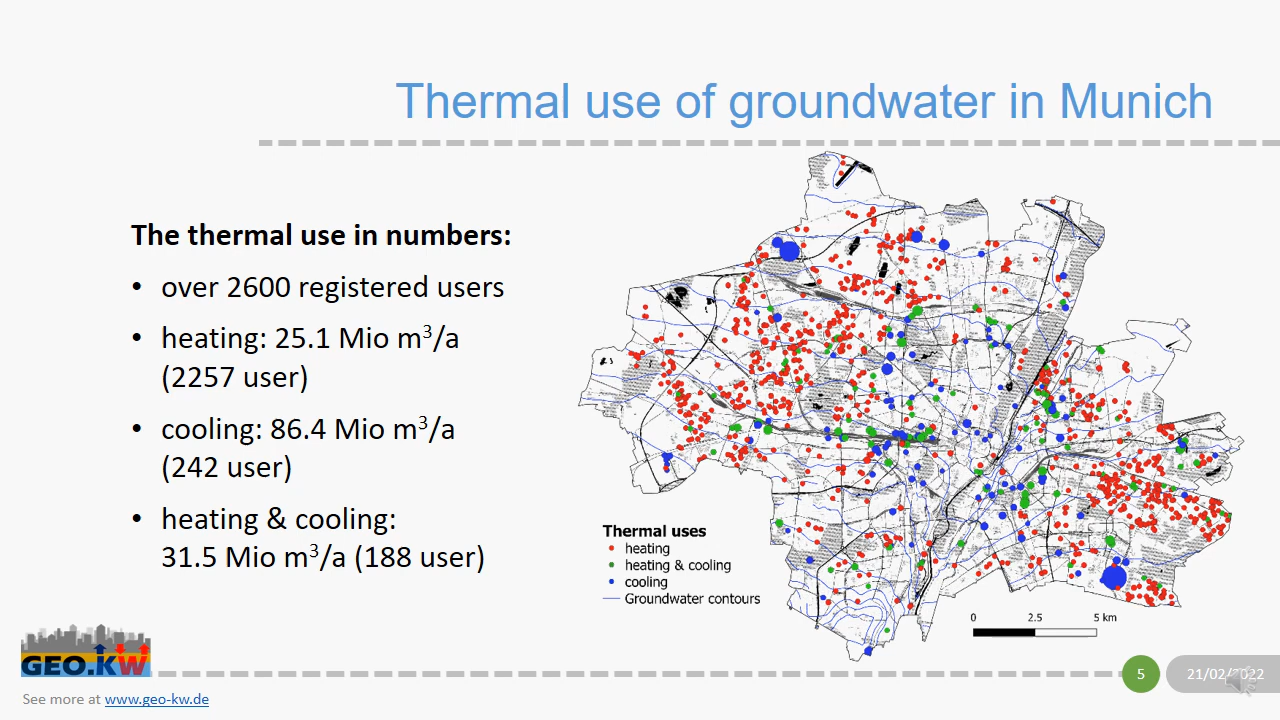 Thermal use of groundwater in Munich
The thermal use in numbers:
• over 2600 registered users
• heating: 25.1 Mio m³/a
(2257 user)
• cooling: 86.4 Mio m³/a
(242 user)
• heating & cooling:
31.5 Mio m³/a (188 user)
Thermal uses
heating
heating & cooling
cooling
Groundwater contours
0 2.5 5 km
GEO.KW
See more at www.geo-kw.de
5
21/02/2022